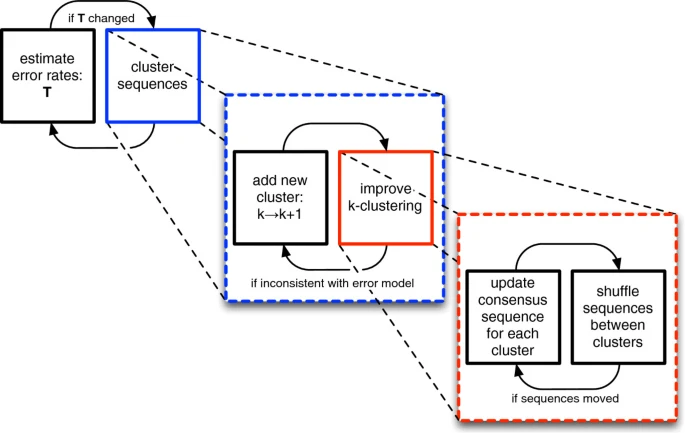 if T changed
estimate
error rates:
T
cluster
sequences
add new
cluster:
k→k+1
improve
k-clustering
if inconsistent with error model
update
consensus
sequence
for each
cluster
shuffle
sequences
between
clusters
if sequences moved